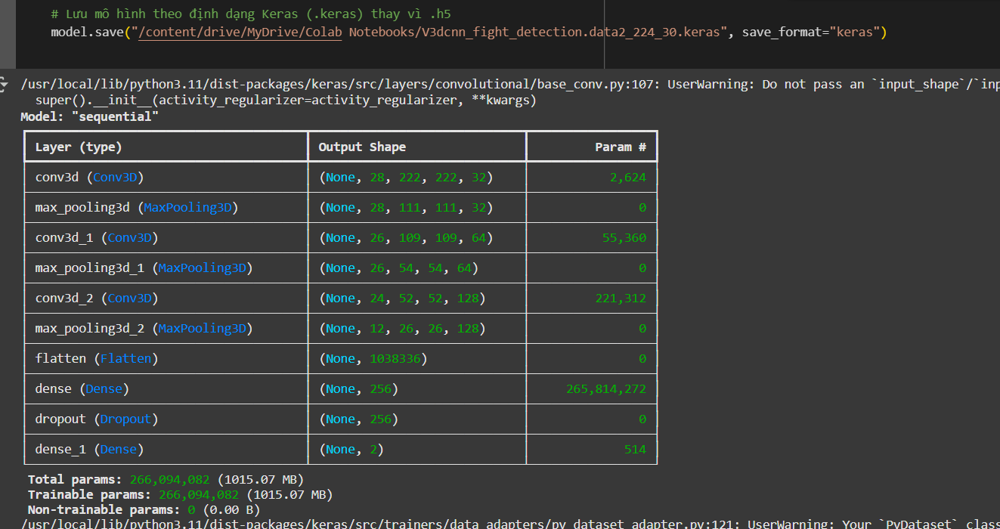 # Lưu mô hình theo định dạng Keras (.keras) thay vì .h5
model.save("/content/drive/MyDrive/Colab Notebooks/V3dcnn_fight_detection.data2_224_30.keras", save_format="keras")
/usr/local/lib/python3.11/dist-packages/keras/src/layers/convolutional/base_conv.py:107: UserWarning: Do not pass an `input_shape`/`inp
super().__init__(activity_regularizer=activity_regularizer, **kwargs)
Model: "sequential"
Layer (type) Output Shape Param #
conv3d (Conv3D) (None, 28, 222, 222, 32) 2,624
max_pooling3d (MaxPooling3D) (None, 28, 111, 111, 32) 0
conv3d_1 (Conv3D) (None, 26, 109, 109, 64) 55,360
max_pooling3d_1 (MaxPooling3D) (None, 26, 54, 54, 64) 0
conv3d_2 (Conv3D) (None, 24, 52, 52, 128) 221,312
max_pooling3d_2 (MaxPooling3D) (None, 12, 26, 26, 128) 0
flatten (Flatten) (None, 1038336) 0
dense (Dense) (None, 256) 265,814,272
dropout (Dropout) (None, 256) 0
dense_1 (Dense) (None, 2) 514
Total params: 266,094,082 (1015.07 MB)
Trainable params: 266,094,082 (1015.07 MB)
Non-trainable params: 0 (0.00 B)
/usr/local/lib/python3.11/dist-packages/keras/src/trainers/data_adapters/py_dataset_adapter.py:121: UserWarning: Your `PyDataset` class